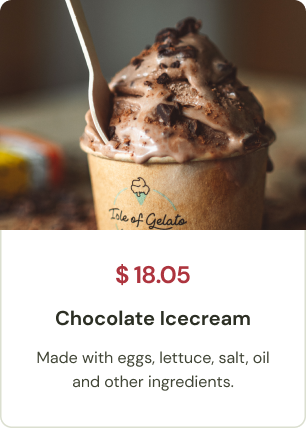 Isle of Gelato
$ 18.05
Chocolate Icecream
Made with eggs, lettuce, salt, oil
and other ingredients.